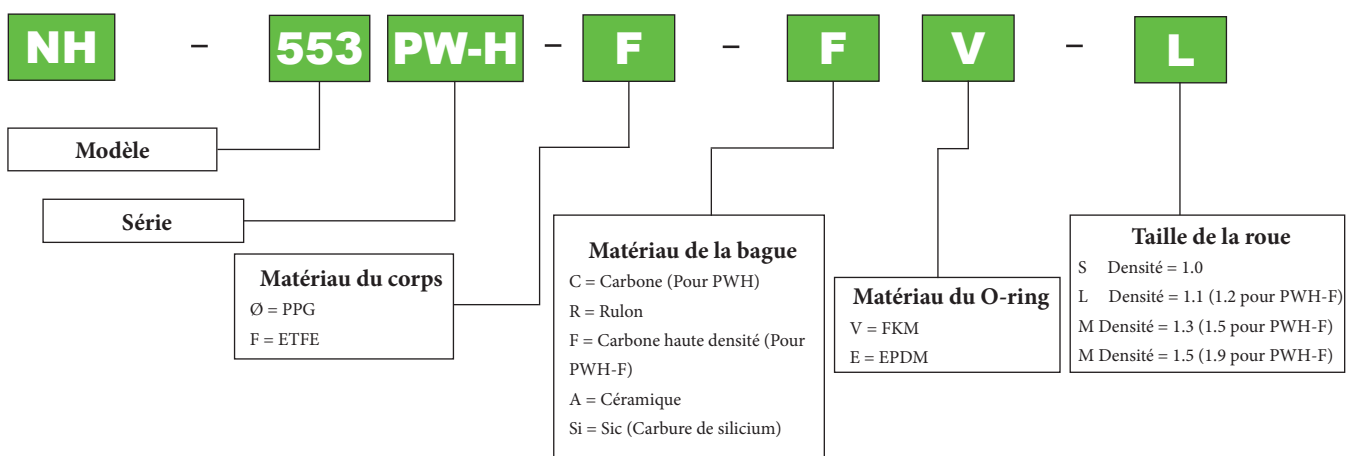 NH – 553 PW-H – F – F V – L
Modèle
Série
Matériau du corps
Ø = PPG
F = ETFE
Matériau de la bague
C = Carbone (Pour PWH)
R = Rulon
F = Carbone haute densité (Pour
PWH-F)
A = Céramique
Si = Sic (Carbure de silicium)
Matériau du O-ring
V = FKM
E = EPDM
Taille de la roue
S Densité = 1.0
L Densité = 1.1 (1.2 pour PWH-F)
M Densité = 1.3 (1.5 pour PWH-F)
M Densité = 1.5 (1.9 pour PWH-F)